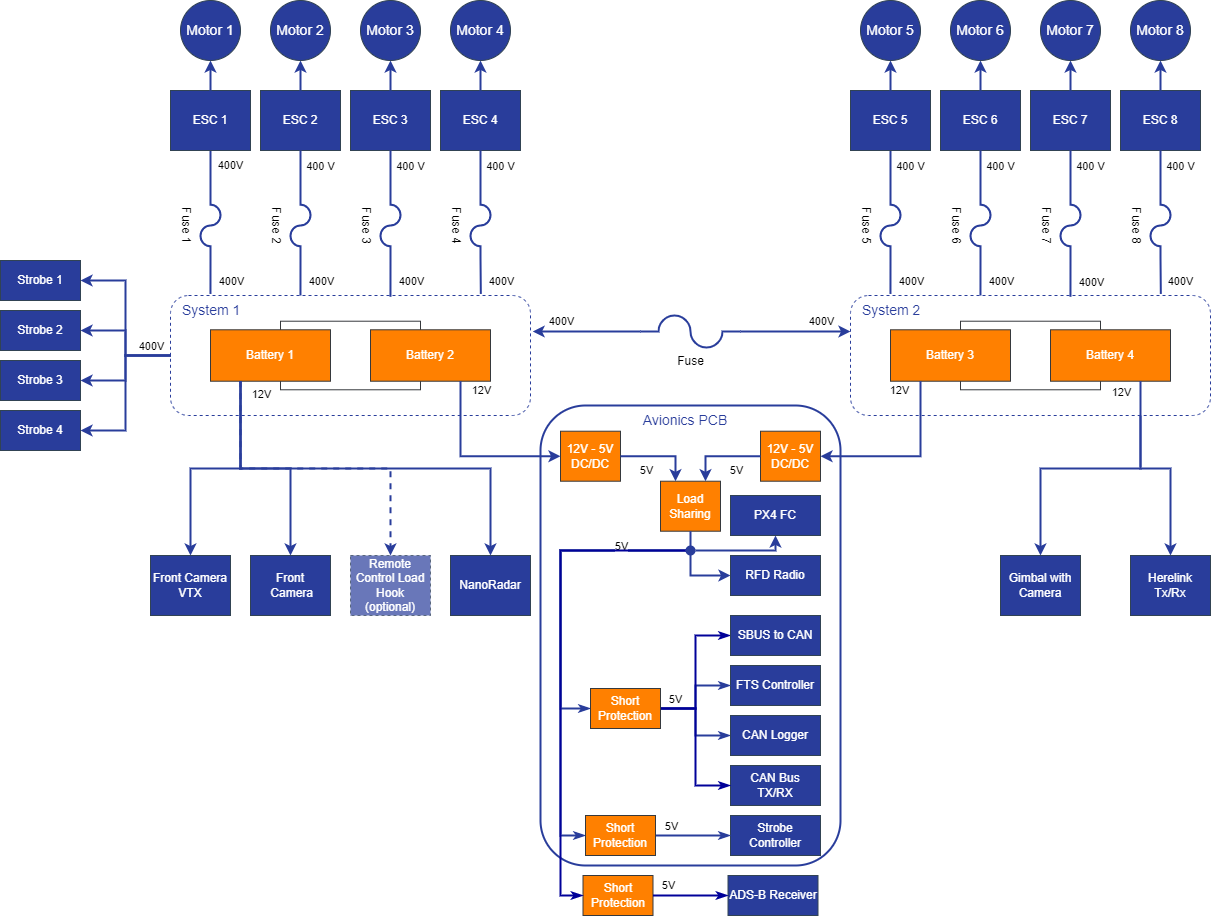 Motor 1
Motor 2
Motor 3
Motor 4
Motor 5
Motor 6
Motor 7
Motor 8
ESC 1
ESC 2
ESC 3
ESC 4
ESC 5
ESC 6
ESC 7
ESC 8
400V
400 V
400 V
400 V
400 V
400 V
400 V
400 V
Fuse 1
Fuse 2
Fuse 3
Fuse 4
Fuse 5
Fuse 6
Fuse 7
Fuse 8
400V
400V
400V
400V
400V
400V
400V
400V
Strobe 1
Strobe 2
Strobe 3
Strobe 4
400V
System 1
Battery 1
Battery 2
12V
12V
400V
400V
Fuse
System 2
Battery 3
Battery 4
12V
12V
Avionics PCB
12V - 5V
DC/DC
12V - 5V
DC/DC
5V
5V
Load
Sharing
PX4 FC
5V
RFD Radio
Front Camera
VTX
Front
Camera
Remote
Control Load
Hook
(optional)
NanoRadar
Gimbal with
Camera
Herelink
Tx/Rx
SBUS to CAN
FTS Controller
Short
Protection
5V
CAN Logger
CAN Bus
TX/RX
Short
Protection
5V
Strobe
Controller
Short
Protection
5V
ADS-B Receiver